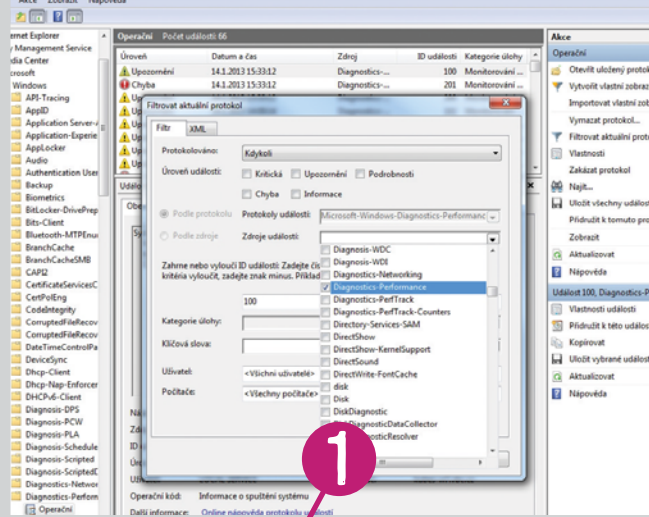 Akce Zobrazit Nápověda
ernet Explorer
Management Service
dia Center
crosoft
Windows
API-Tracing
AppID
Application Server-
Application-Experie
AppLocker
Audio
Authentication User
Backup
Biometrics
BitLocker-DrivePrep
Bits-Client
Bluetooth-MTPEnu
BranchCache
BranchCacheSMB
CAPI2
CertificateServicesC
CertPolEng
CodeIntegrity
CorruptedFileRecov
CorruptedFileRecov
DateTimeControlPa
DeviceSync
Dhcp-Client
Dhcp-Nap-Enforcer
DHCPv6-Client
Diagnosis-DPS
Diagnosis-PCW
Diagnosis-PLA
Diagnosis-Schedule
Diagnosis-Scripted
Diagnosis-ScriptedD
Diagnostics-Networ
Diagnostics-Perform
Operační
Operační Počet událostí: 66
Úroveň Datum a čas Zdroj ID události Kategorie úlohy
Upozornění 14.1.2013 15:33:12 Diagnostics-... 100 Monitorování ...
Chyba 14.1.2013 15:33:12 Diagnostics-... 201 Monitorování ...
Filtrovat aktuální protokol
Filtr XML
Protokolováno: Kdykoli
Úroveň události: Kritická Upozornění Podrobnosti
Chyba Informace
Podle protokolu Protokoly událostí: Microsoft-Windows-Diagnostics-Performanc
Podle zdroje Zdroje událostí:
Diagnosis-WDC
Diagnosis-WDI
Diagnostics-Networking
Diagnostics-Performance
Diagnostics-PerfTrack
Diagnostics-PerfTrack-Counters
Directory-Services-SAM
DirectShow
DirectShow-KernelSupport
DirectSound
DirectWrite-FontCache
disk
Disk
DiskDiagnostic
DiskDiagnosticDataCollector
nosticResolver
Zahrne nebo vyloučí ID událostí: Zadejte čís
kritéria vyloučit, zadejte znak minus. Příklad
100
Kategorie úlohy:
Klíčová slova:
Uživatel: <Všichni uživatelé>
Počítače: <Všechny počítače>
1
Operační kód: Informace o spuštění systému
Další informace: Online nápověda protokolu událostí
Akce
Operační
Otevřít uložený protok
Vytvořit vlastní zobraz
Importovat vlastní zob
Vymazat protokol...
Filtrovat aktuální proto
Vlastnosti
Zakázat protokol
Najít...
Uložit všechny událost
Přidružit k tomuto pro
Zobrazit
Aktualizovat
Nápověda
Událost 100, Diagnostics-P
Vlastnosti události
Přidružit k této událos
Kopírovat
Uložit vybrané událost
Aktualizovat
Nápověda